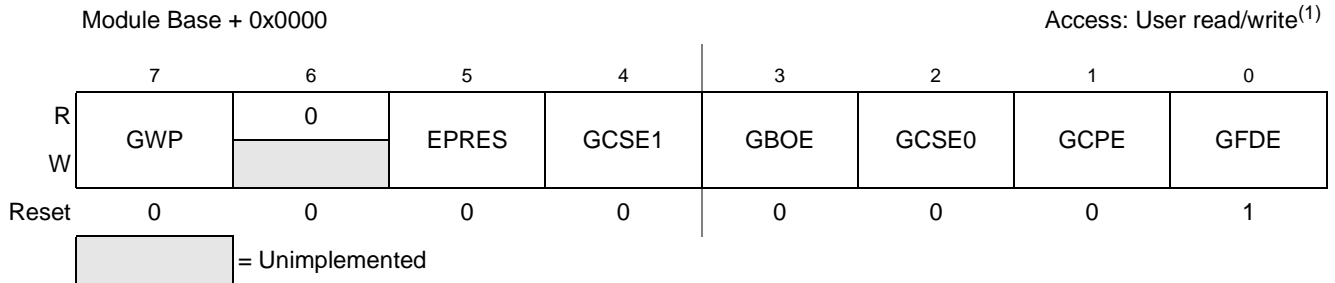 Module Base + 0x0000 Access: User read/write(1)
7 6 5 4 3 2 1 0
R GWP 0 EPRES GCSE1 GBOE GCSE0 GCPE GFDE
W
Reset 0 0 0 0 0 0 0 1
= Unimplemented